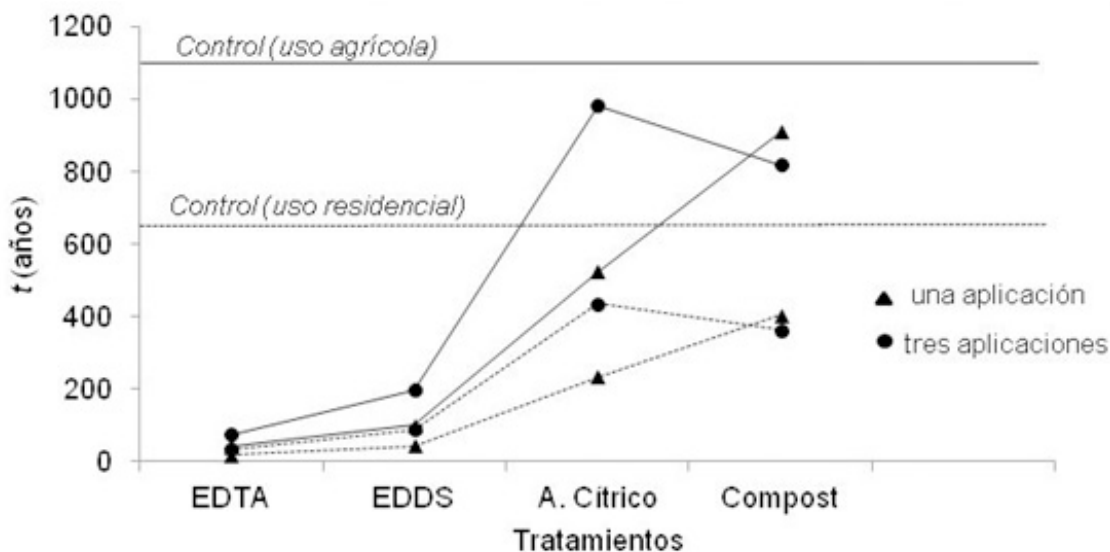 1200
1000
800
600
400
200
0
t (años)
Control (uso agrícola)
Control (uso residencial)
una aplicación
tres aplicaciones
EDTA EDDS A. Cítrico Compost
Tratamientos